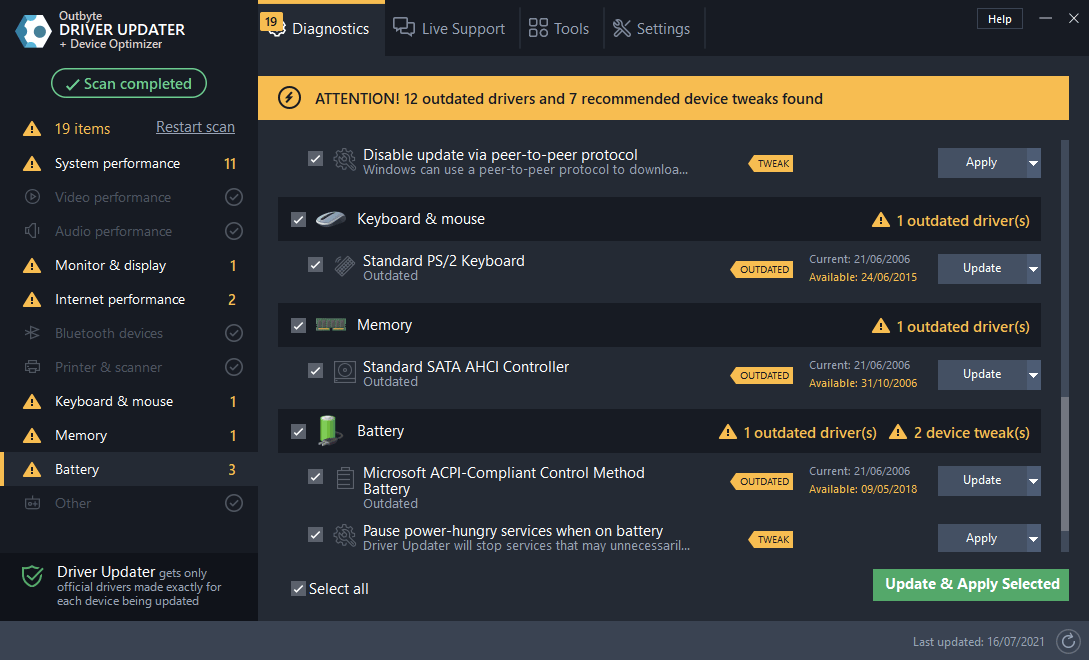 Outbyte
DRIVER UPDATER
+ Device Optimizer
19
Diagnostics
Live Support
Tools
Settings
Help
Scan completed
19 items
Restart scan
System performance 11
Video performance
Audio performance
Monitor & display 1
Internet performance 2
Bluetooth devices
Printer & scanner
Keyboard & mouse 1
Memory 1
Battery 3
Other
Driver Updater gets only
official drivers made exactly for
each device being updated
ATTENTION! 12 outdated drivers and 7 recommended device tweaks found
Disable update via peer-to-peer protocol
Windows can use a peer-to-peer protocol to downloa...
TWEAK
Apply
Keyboard & mouse
1 outdated driver(s)
Standard PS/2 Keyboard
Outdated
OUTDATED
Current: 21/06/2006
Available: 24/06/2015
Update
Memory
1 outdated driver(s)
Standard SATA AHCI Controller
Outdated
OUTDATED
Current: 21/06/2006
Available: 31/10/2006
Update
Battery
1 outdated driver(s)
2 device tweak(s)
Microsoft ACPI-Compliant Control Method
Battery
Outdated
OUTDATED
Current: 21/06/2006
Available: 09/05/2018
Update
Pause power-hungry services when on battery
Driver Updater will stop services that may unnecessaril...
TWEAK
Apply
Select all
Update & Apply Selected
Last updated: 16/07/2021